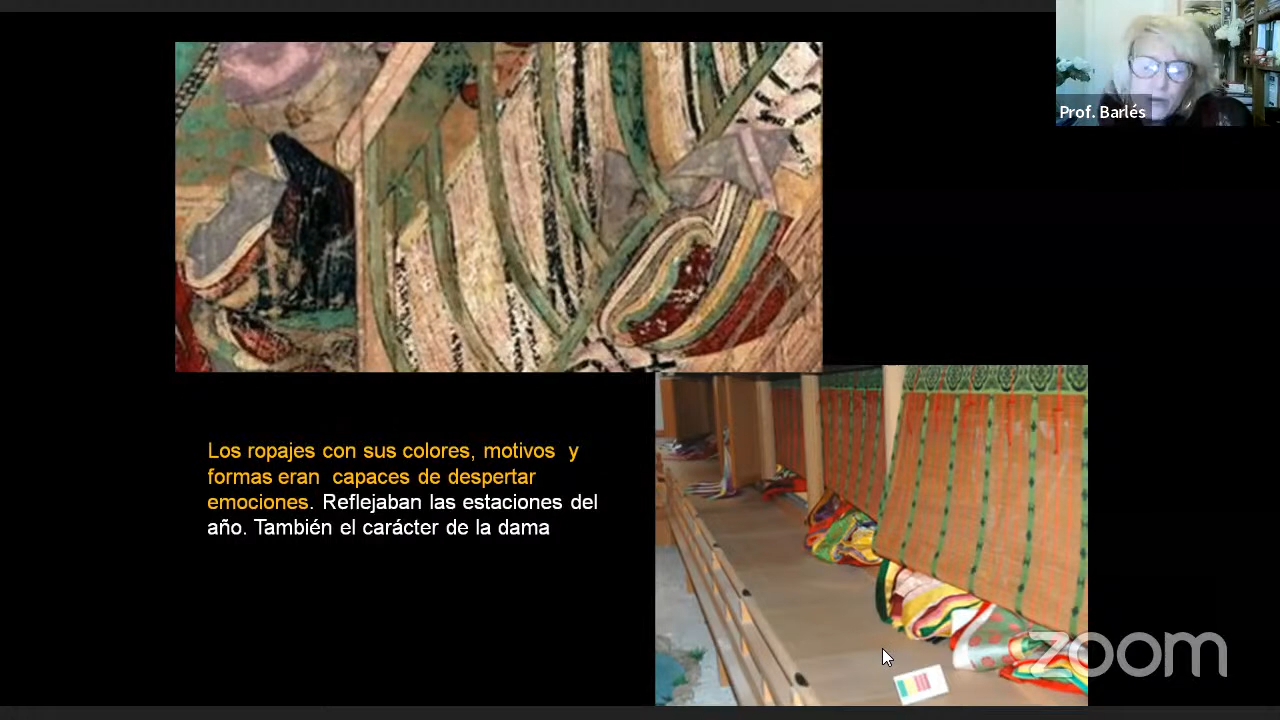 Prof. Barlés
Los ropajes con sus colores, motivos y
formas eran capaces de despertar
emociones. Reflejaban las estaciones del
año. También el carácter de la dama
zoom